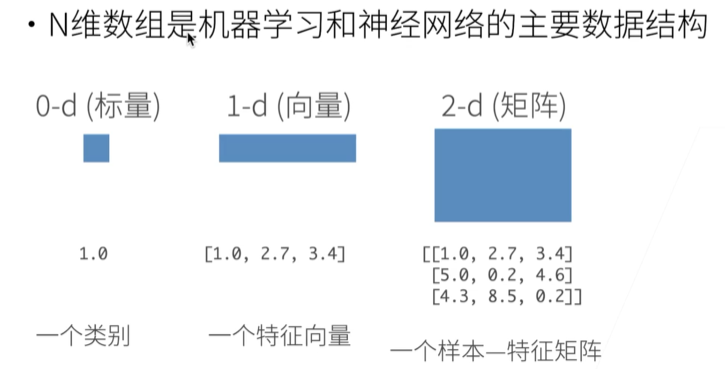 • N维数组是机器学习和神经网络的主要数据结构
0-d (标量)
1-d (向量)
2-d (矩阵)
1.0
[1.0, 2.7, 3.4]
[[1.0, 2.7, 3.4]
[5.0, 0.2, 4.6]
[4.3, 8.5, 0.2]]
一个类别
一个特征向量
一个样本—特征矩阵